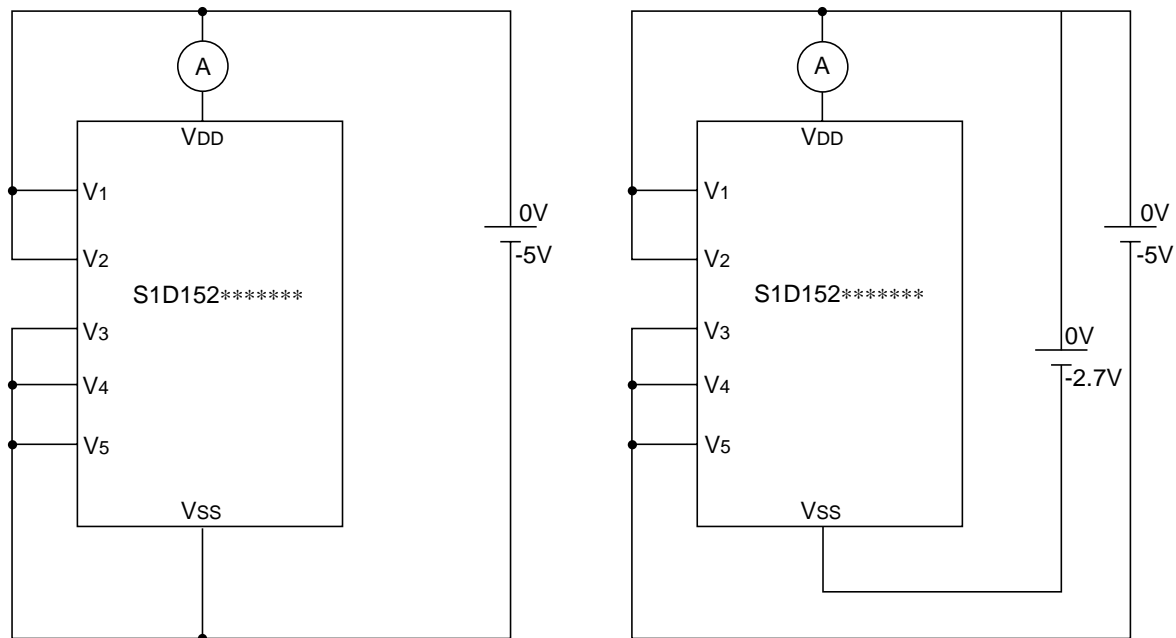 A
VDD
V1
V2
0V
-5V
S1D152*******
V3
V4
V5
VSS
A
VDD
V1
V2
0V
-5V
S1D152*******
V3
0V
V4
-2.7V
V5
VSS